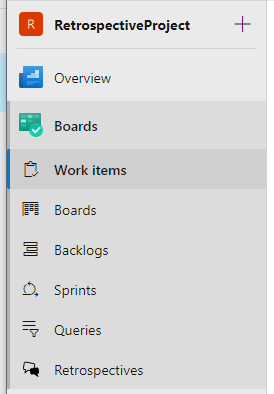 R RetrospectiveProject
Overview
Boards
Work items
Boards
Backlogs
Sprints
Queries
Retrospectives